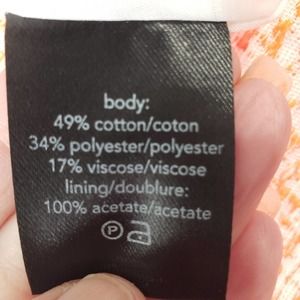 body:
49% cotton/coton
34% polyester/polyester
17% viscose/viscose
lining/doublure:
100% acetate/acetate
P